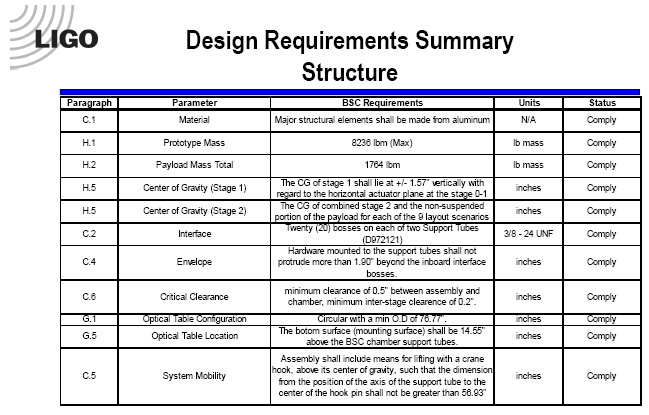 LIGO
Design Requirements Summary
Structure
Paragraph Parameter BSC Requirements Units Status
C.1 Material Major structural elements shall be made from aluminum N/A Comply
H.1 Prototype Mass 8236 lbm (Max) lb mass Comply
H.2 Payload Mass Total 1764 lbm lb mass Comply
H.5 Center of Gravity (Stage 1) The CG of stage 1 shall lie at +/- 1.57" vertically with
regard to the horizontal actuator plane at the stage 0-1 inches Comply
H.5 Center of Gravity (Stage 2) The CG of combined stage 2 and the non-suspended
portion of the payload for each of the 9 layout scenarios inches Comply
C.2 Interface Twenty (20) bosses on each of two Support Tubes
(D972121) 3/8 - 24 UNF Comply
C.4 Envelope Hardware mounted to the support tubes shall not
protrude more than 1.90" beyond the inboard interface
bosses. inches Comply
C.6 Critical Clearance minimum clearance of 0.5" between assembly and
chamber, minimum inter-stage clearence of 0.2". inches Comply
G.1 Optical Table Configuration Circular with a min O.D of 76.77". inches Comply
G.5 Optical Table Location The botom surface (mounting surface) shall be 14.55"
above the BSC chamber support tubes. inches Comply
C.5 System Mobility Assembly shall include means for lifting with a crane
hook, above its center of gravity, such that the dimension
from the position of the axis of the support tube to the
center of the hook pin shall not be greater than 56.93" inches Comply